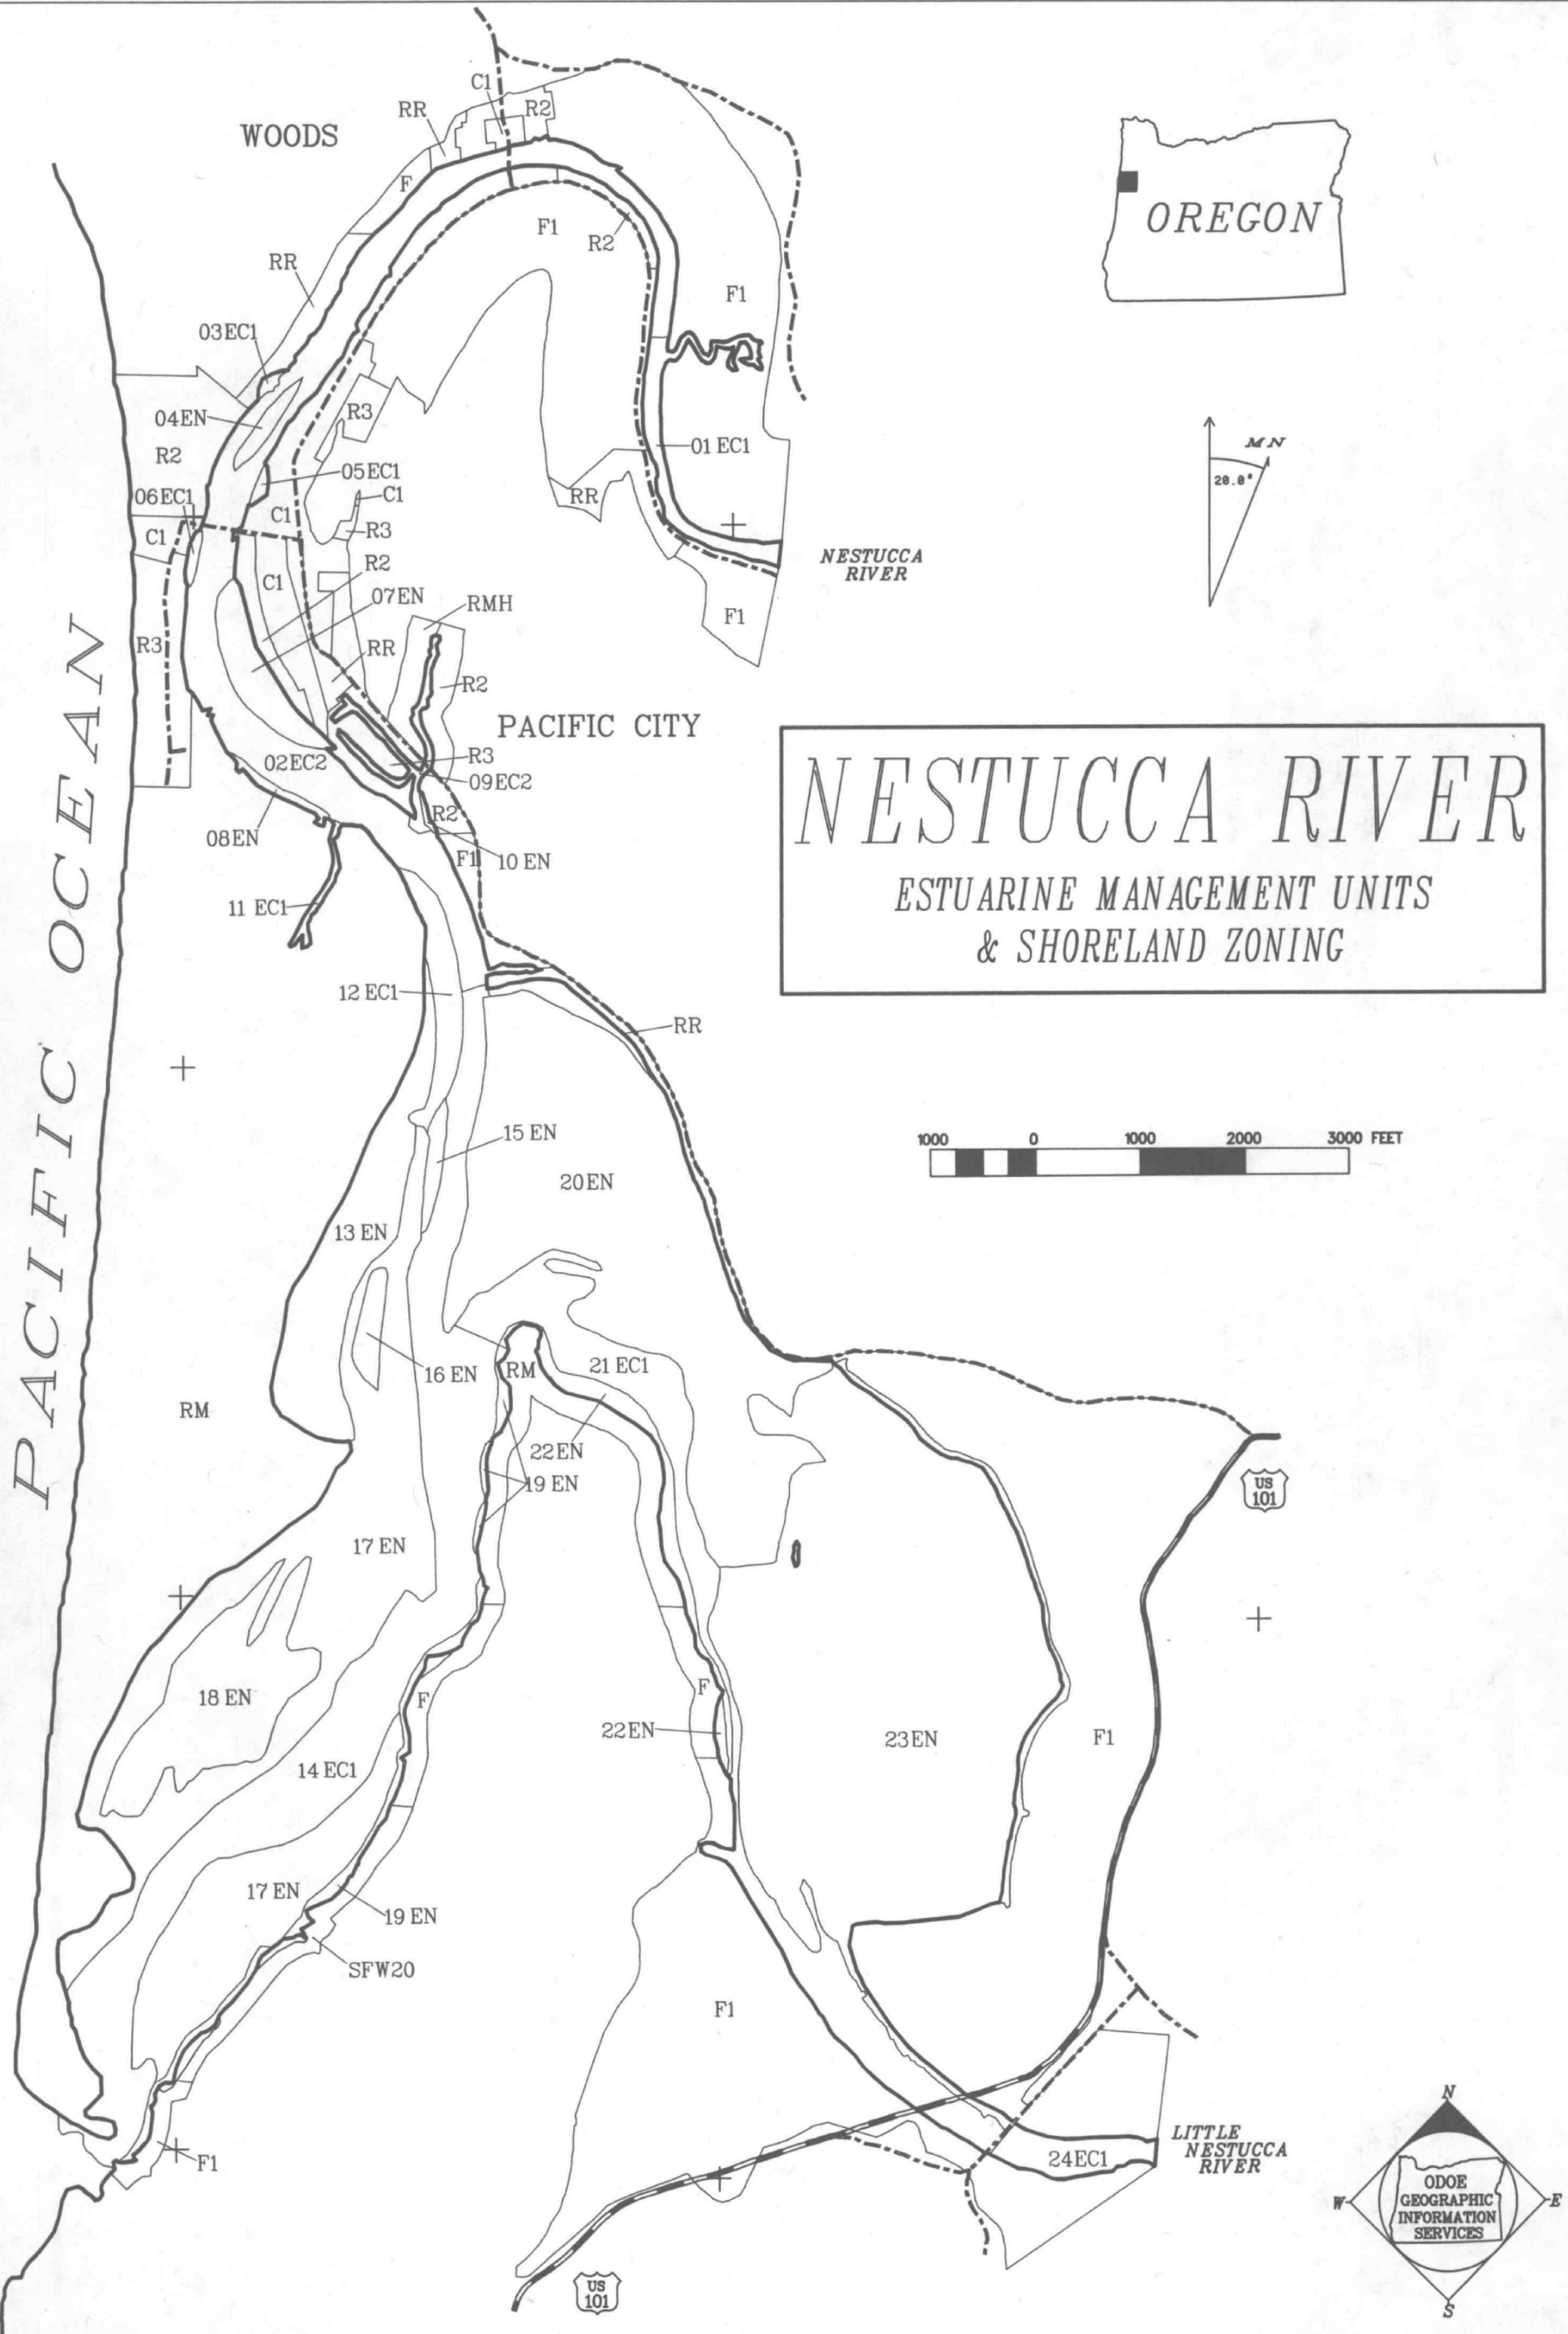 C1
RR
R2
WOODS
F
OREGON
F1
R2
RR
F1
03EC1
04EN
R3
MN
20.0°
R2
01 EC1
05EC1
06EC1
C1
RR
C1
C1
R3
NESTUCCA
RIVER
R2
C1
07EN
RMH
F1
R3
RR
R2
PACIFIC CITY
PACIFIC OCEAN
NESTUCCA RIVER
ESTUARINE MANAGEMENT UNITS
& SHORELAND ZONING
02EC2
R3
09EC2
R2
08EN
F1
10 EN
11 EC1
12 EC1
RR
1000 0 1000 2000 3000 FEET
15 EN
20EN
13 EN
16 EN
RM
21 EC1
RM
22EN
19 EN
US
101
17 EN
18 EN
F
F
22EN
23EN
F1
14 EC1
17 EN
19 EN
SFW20
F1
N
LITTLE
NESTUCCA
RIVER
24EC1
F1
ODOE
GEOGRAPHIC
INFORMATION
SERVICES
W
E
S
US
101